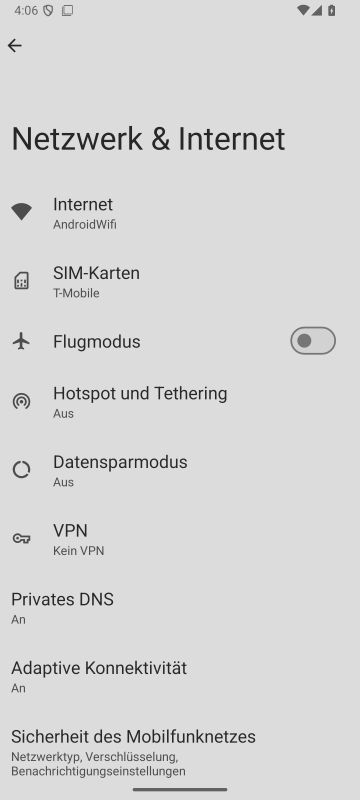 4:06
Netzwerk & Internet
Internet
AndroidWifi
SIM-Karten
T-Mobile
Flugmodus
Hotspot und Tethering
Aus
Datensparmodus
Aus
VPN
Kein VPN
Privates DNS
An
Adaptive Konnektivität
An
Sicherheit des Mobilfunknetzes
Netzwerktyp, Verschlüsselung,
Benachrichtigungseinstellungen